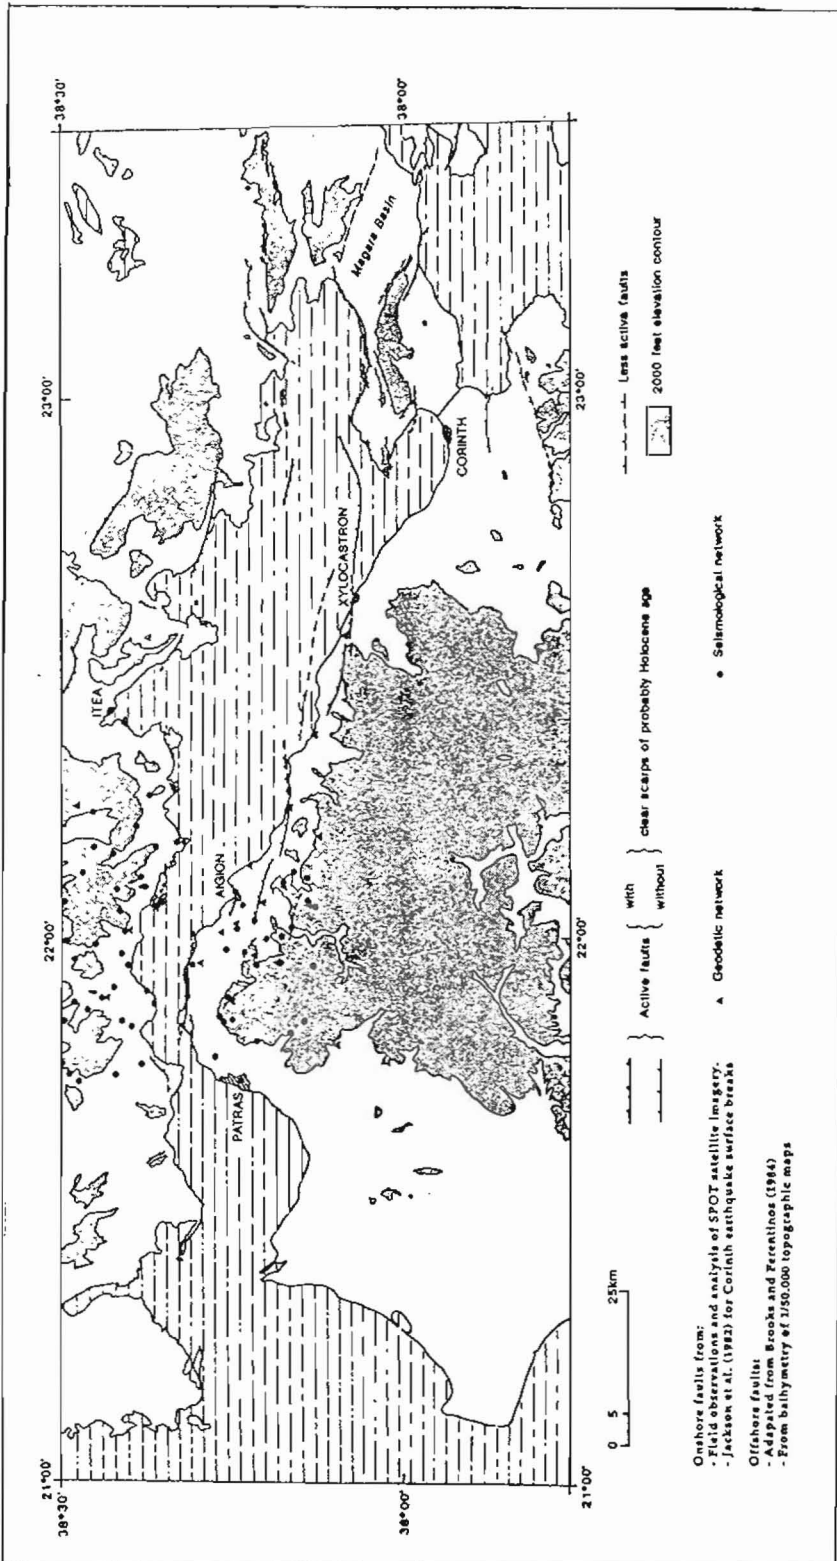 21°00'
22°00'
23°00'
38°30'
38°30'
ITEA
AIGION
PATRAS
XYLOCASTRON
CORINTH
Megara Basin
38°00'
38°00'
21°00'
22°00'
23°00'
0 5 25km
Active faults } with } clear scarps of probably Holocene age
without
Less active faults
2000 feet elevation contour
Geodetic network
Seismological network
Onshore faults from:
- Field observations and analysis of SPOT satellite imagery.
- Jackson et al. (1982) for Corinth earthquake surface breaks
Offshore faults:
- Adapated from Brooks and Ferentinos (1984)
- From bathymetry of 1/50.000 topographic maps